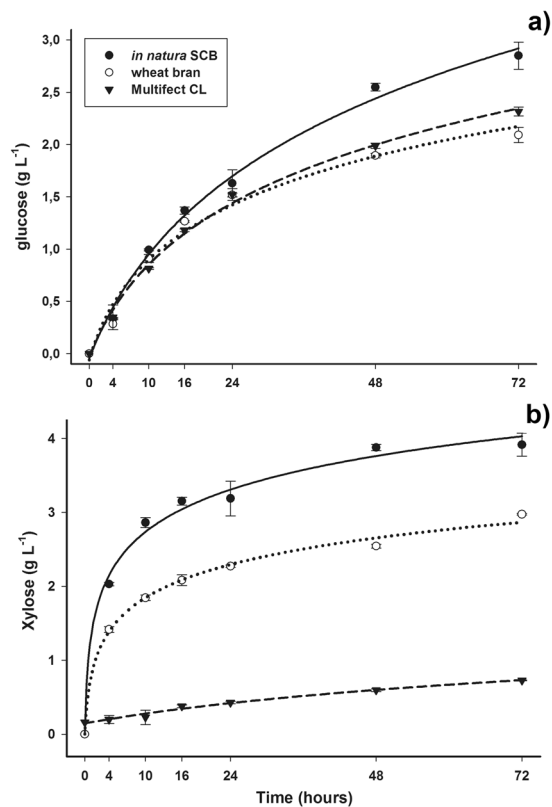 a)
3,0
2,5
2,0
1,5
1,0
0,5
0,0
glucose (g L-1)
in natura SCB
wheat bran
Multifect CL
0 4 10 16 24 48 72
b)
4
3
2
1
0
Xylose (g L-1)
0 4 10 16 24 48 72
Time (hours)